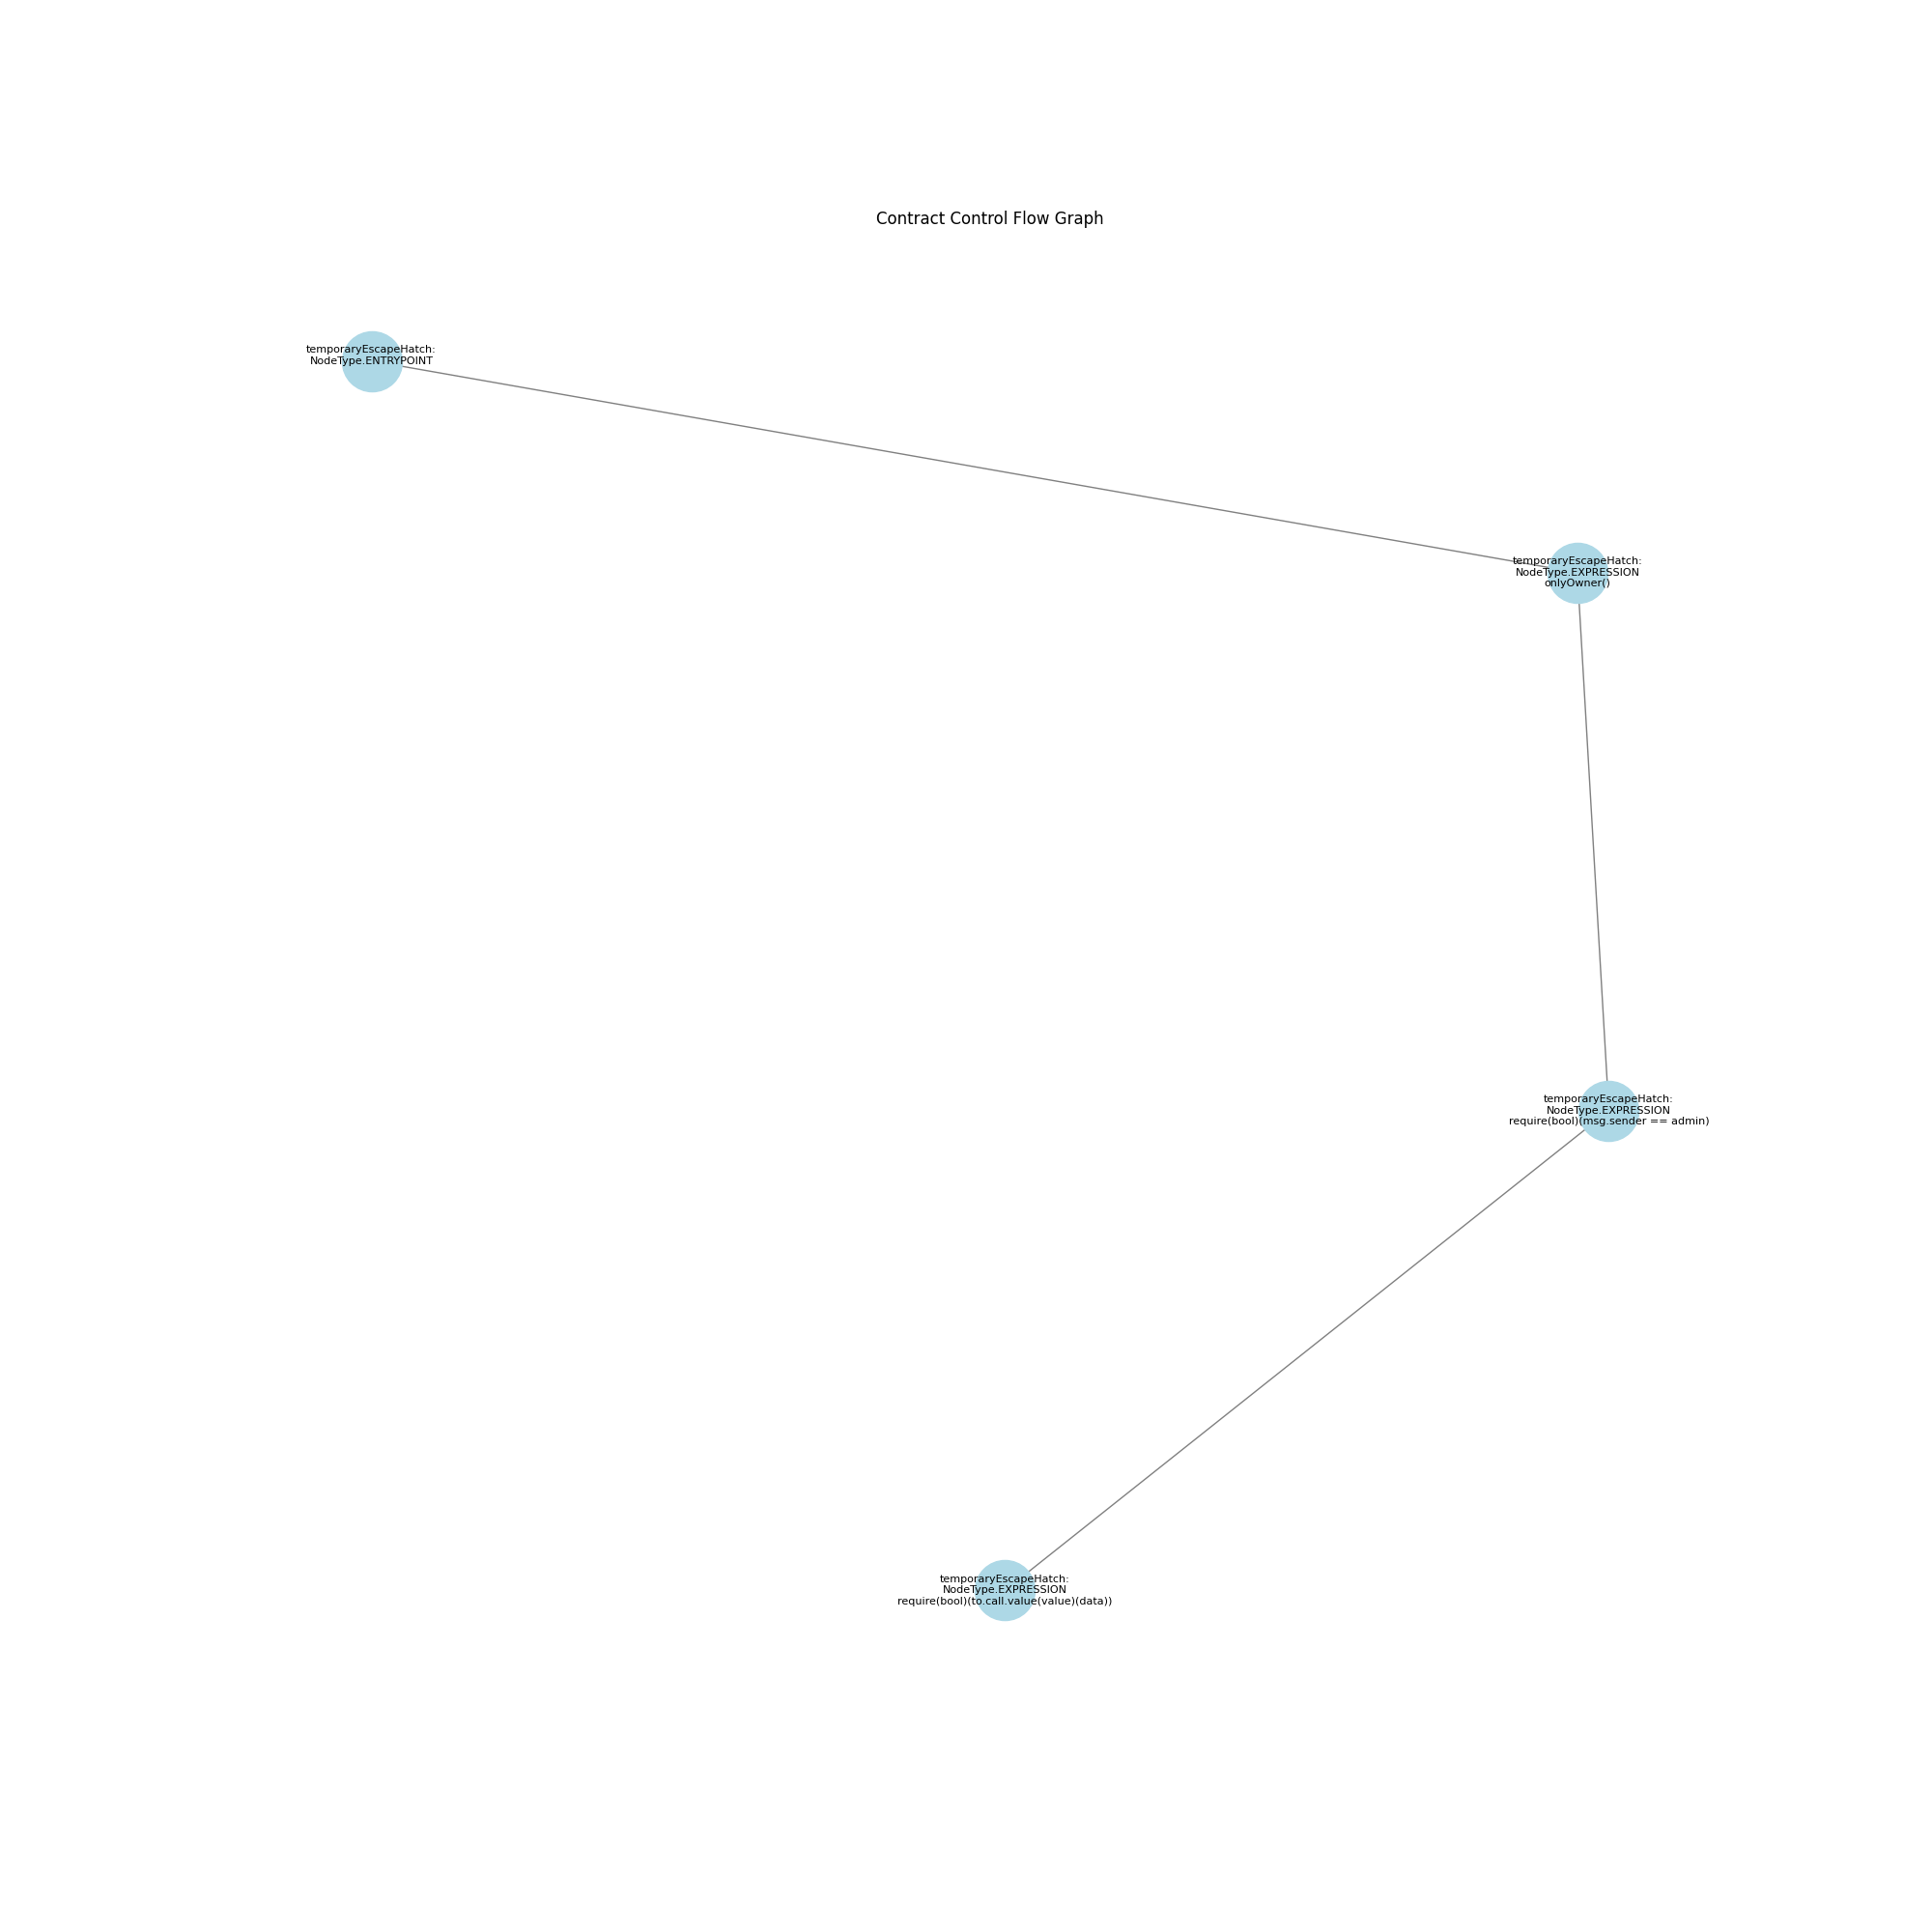 Contract Control Flow Graph
temporaryEscapeHatch:
NodeType.ENTRYPOINT
temporaryEscapeHatch:
NodeType.EXPRESSION
onlyOwner()
temporaryEscapeHatch:
NodeType.EXPRESSION
require(bool)(msg.sender == admin)
temporaryEscapeHatch:
NodeType.EXPRESSION
require(bool)(to.call.value(value)(data))